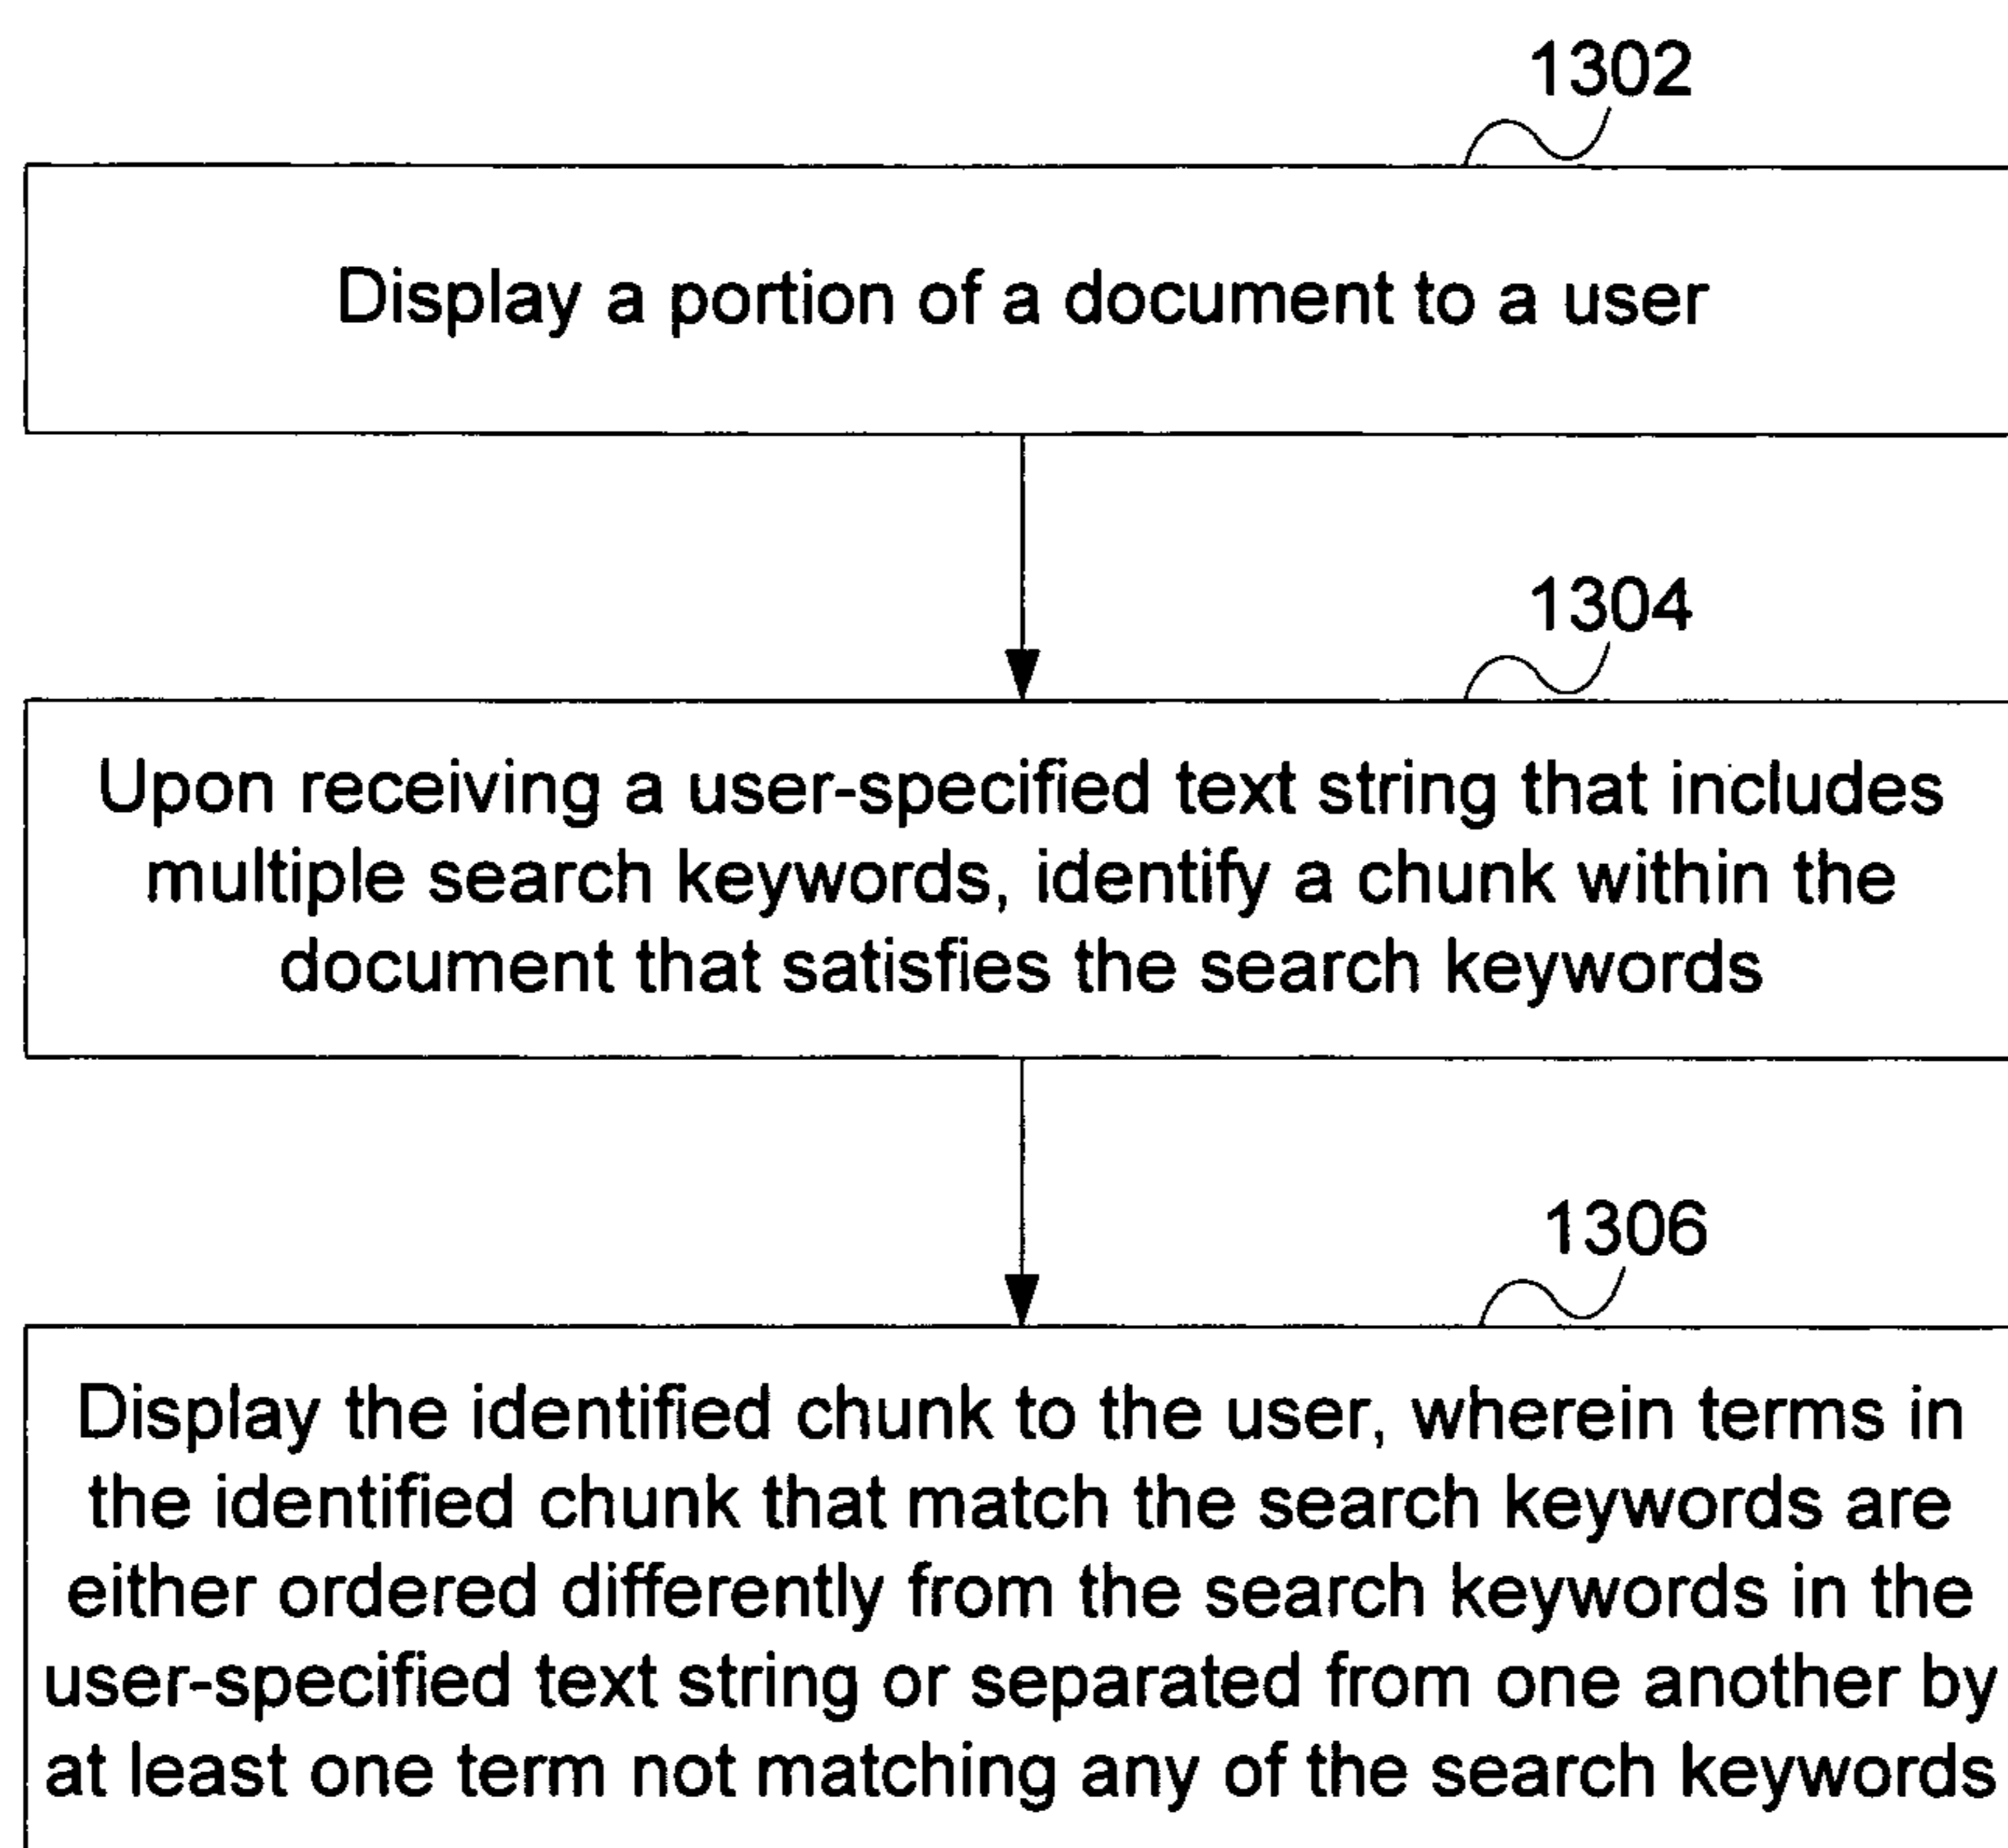 1302
Display a portion of a document to a user
1304
Upon receiving a user-specified text string that includes
multiple search keywords, identify a chunk within the
document that satisfies the search keywords
1306
Display the identified chunk to the user, wherein terms in
the identified chunk that match the search keywords are
either ordered differently from the search keywords in the
user-specified text string or separated from one another by
at least one term not matching any of the search keywords